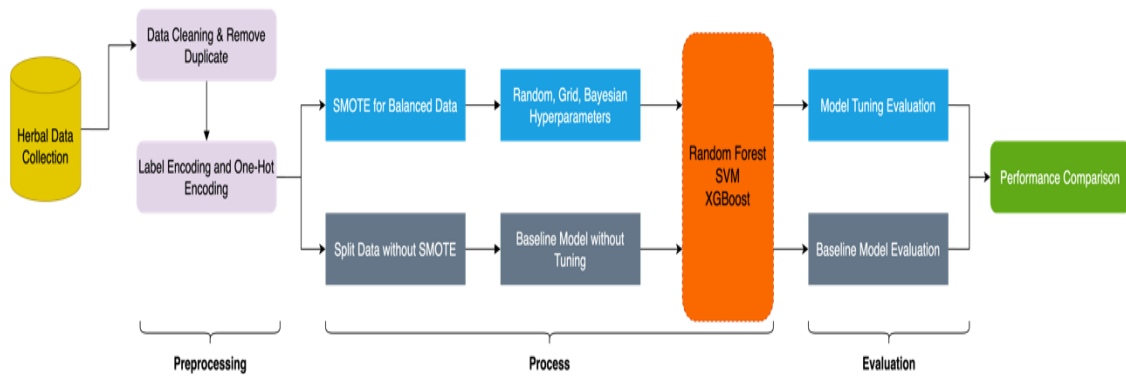 Herbal Data
Collection
Data Cleaning & Remove
Duplicate
Label Encoding and One-Hot
Encoding
SMOTE for Balanced Data
Random, Grid, Bayesian
Hyperparameters
Split Data without SMOTE
Baseline Model without
Tuning
Random Forest
SVM
XGBoost
Model Tuning Evaluation
Baseline Model Evaluation
Performance Comparison
Preprocessing
Process
Evaluation